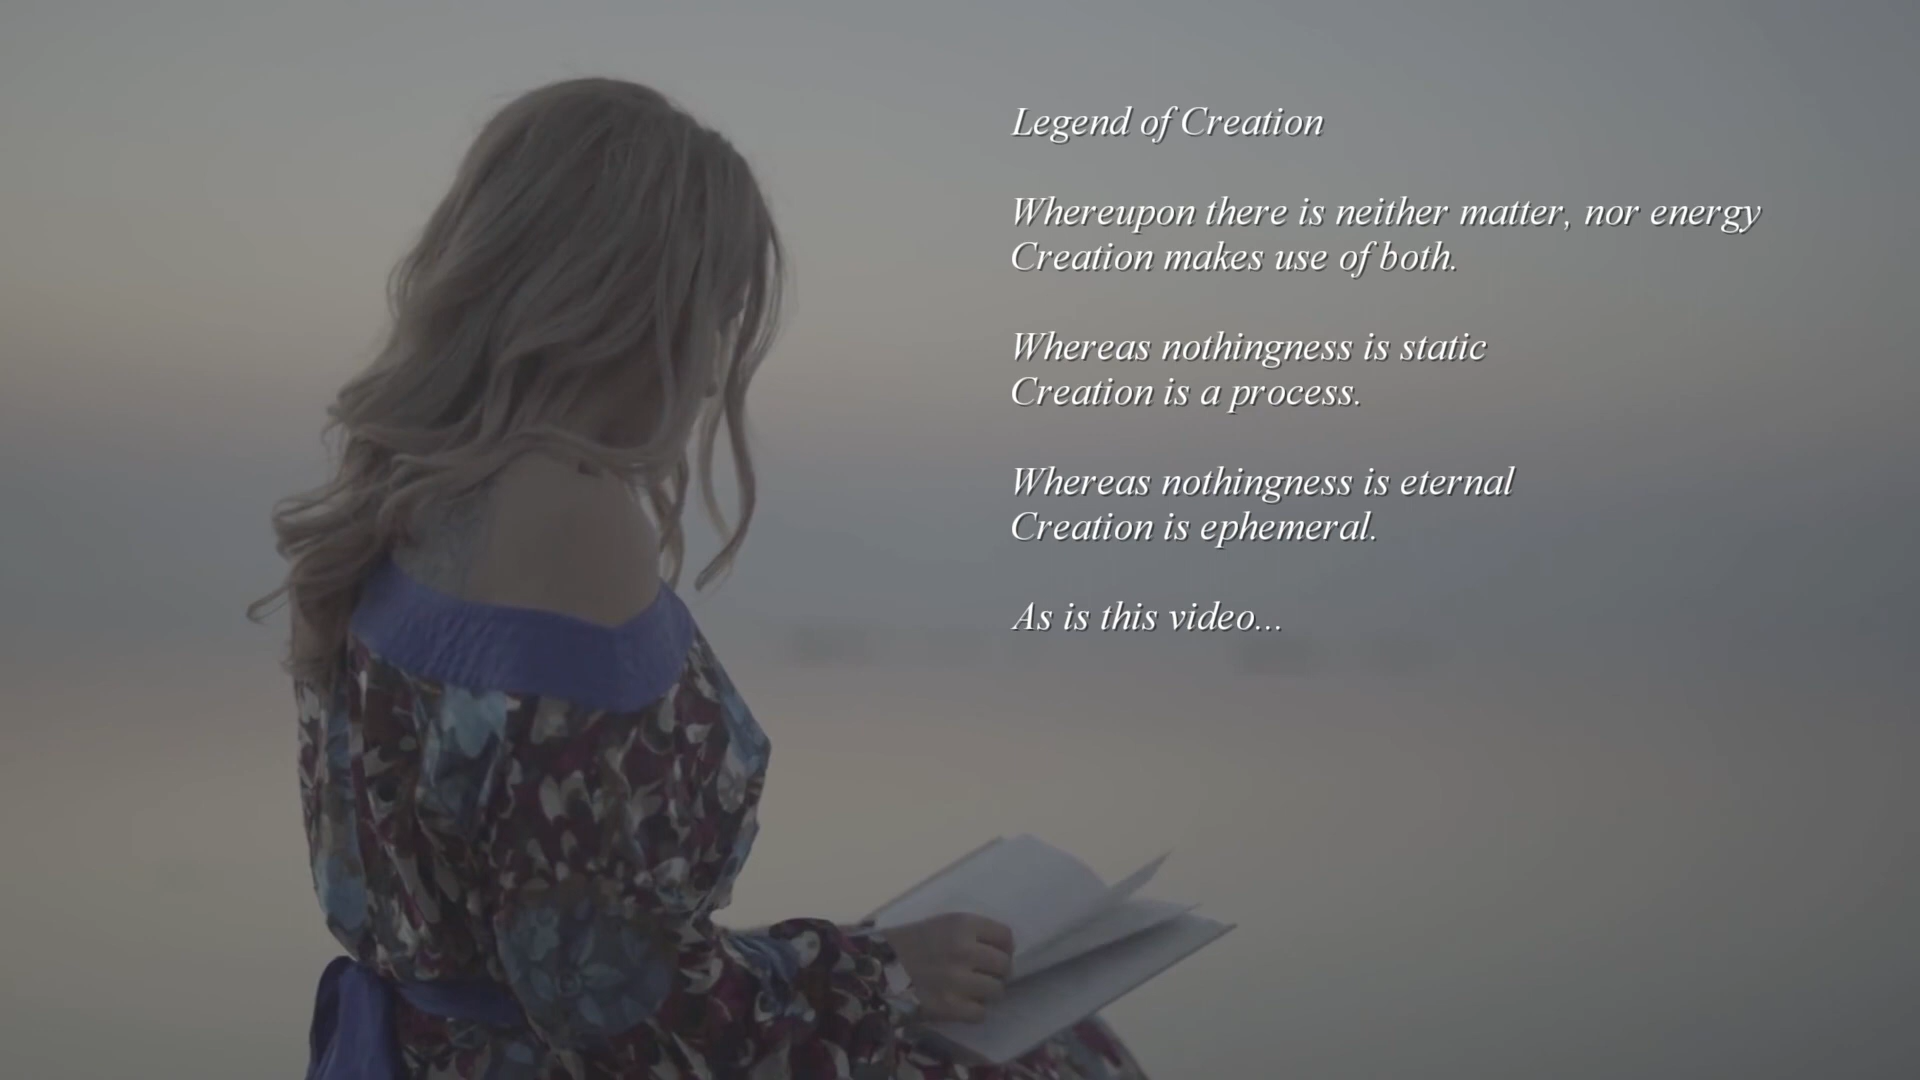 Legend of Creation
Whereupon there is neither matter, nor energy
Creation makes use of both.
Whereas nothingness is static
Creation is a process.
Whereas nothingness is eternal
Creation is ephemeral.
As is this video...